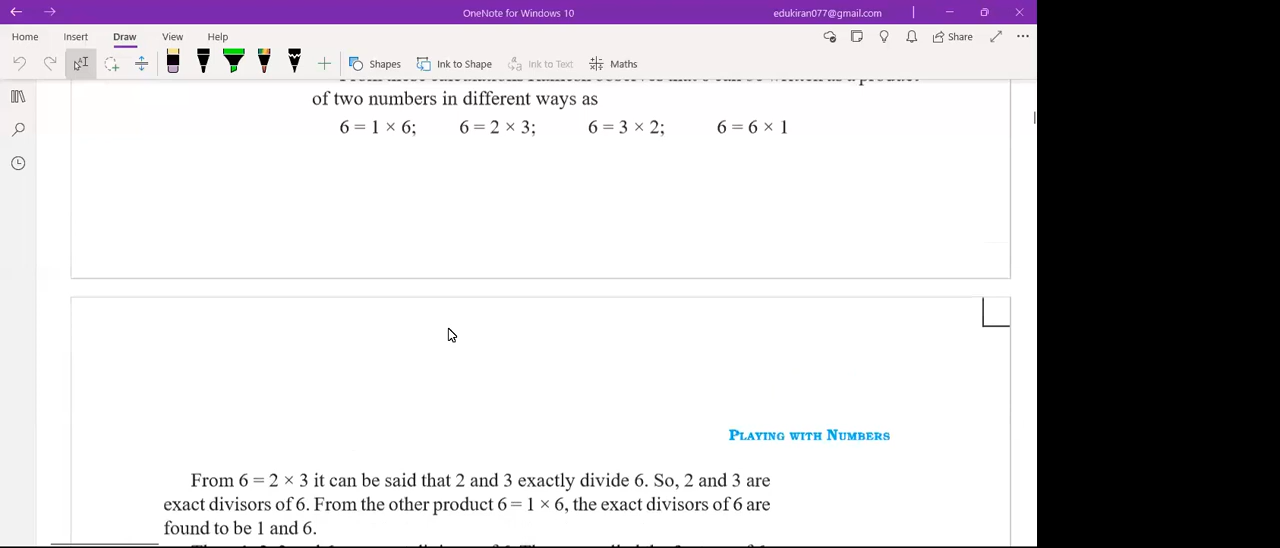 OneNote for Windows 10
edukiran077@gmail.com
Home Insert Draw View Help
Share
Shapes Ink to Shape Ink to Text Maths
of two numbers in different ways as
6 = 1 × 6; 6 = 2 × 3; 6 = 3 × 2; 6 = 6 × 1
PLAYING WITH NUMBERS
From 6 = 2 × 3 it can be said that 2 and 3 exactly divide 6. So, 2 and 3 are
exact divisors of 6. From the other product 6 = 1 × 6, the exact divisors of 6 are
found to be 1 and 6.